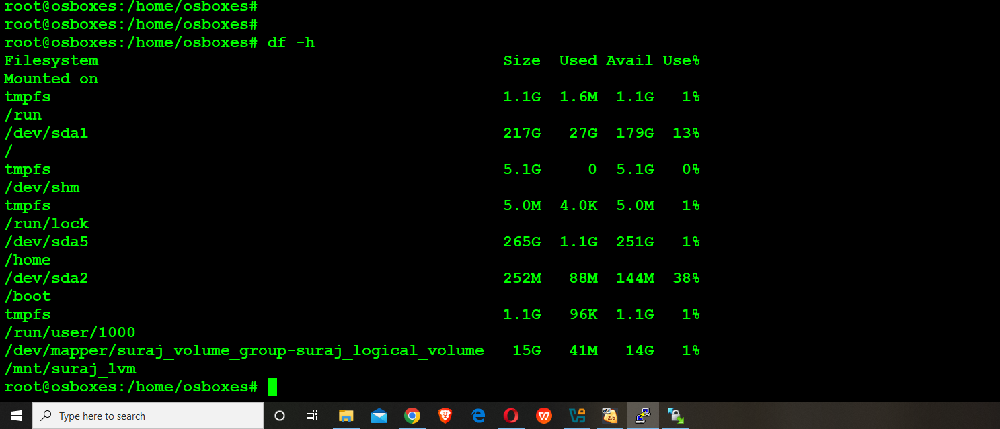 root@osboxes:/home/osboxes#
root@osboxes:/home/osboxes#
root@osboxes:/home/osboxes# df -h
Filesystem Size Used Avail Use%
Mounted on
tmpfs 1.1G 1.6M 1.1G 1%
/run
/dev/sda1 217G 27G 179G 13%
/
tmpfs 5.1G 0 5.1G 0%
/dev/shm
tmpfs 5.0M 4.0K 5.0M 1%
/run/lock
/dev/sda5 265G 1.1G 251G 1%
/home
/dev/sda2 252M 88M 144M 38%
/boot
tmpfs 1.1G 96K 1.1G 1%
/run/user/1000
/dev/mapper/suraj_volume_group-suraj_logical_volume 15G 41M 14G 1%
/mnt/suraj_lvm
root@osboxes:/home/osboxes#
Type here to search
x64
2.6